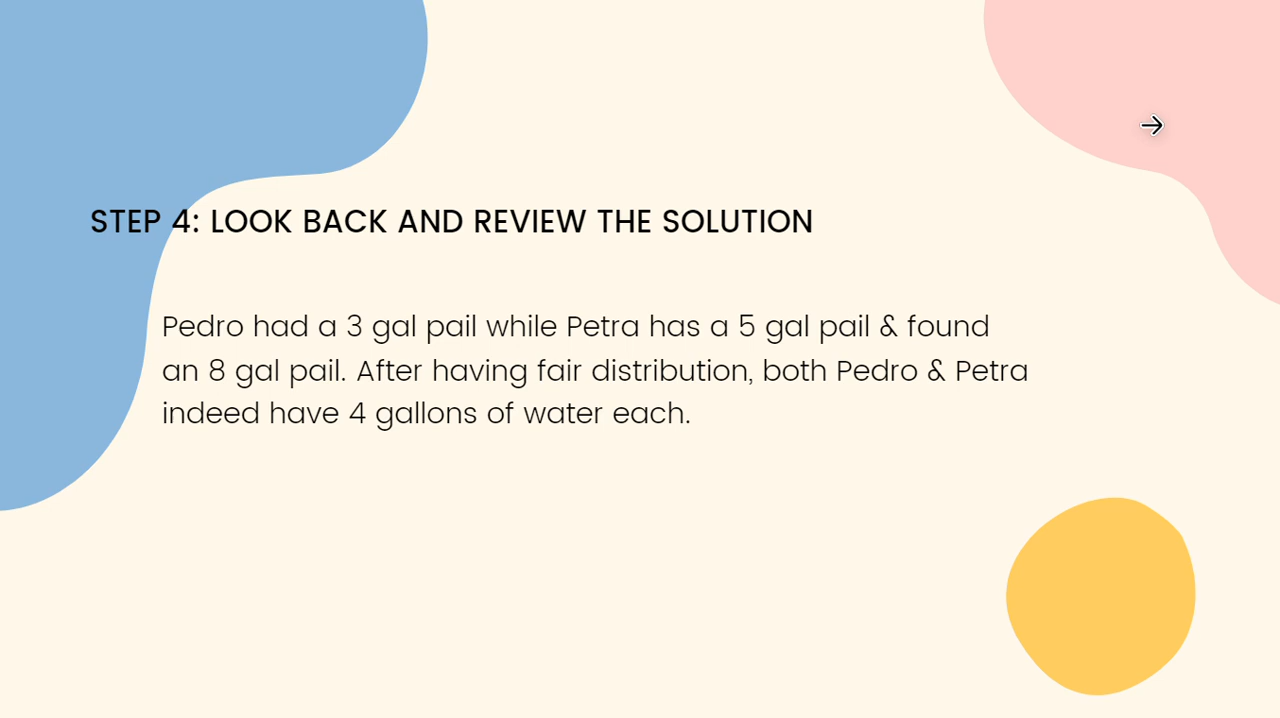 STEP 4: LOOK BACK AND REVIEW THE SOLUTION
Pedro had a 3 gal pail while Petra has a 5 gal pail & found
an 8 gal pail. After having fair distribution, both Pedro & Petra
indeed have 4 gallons of water each.